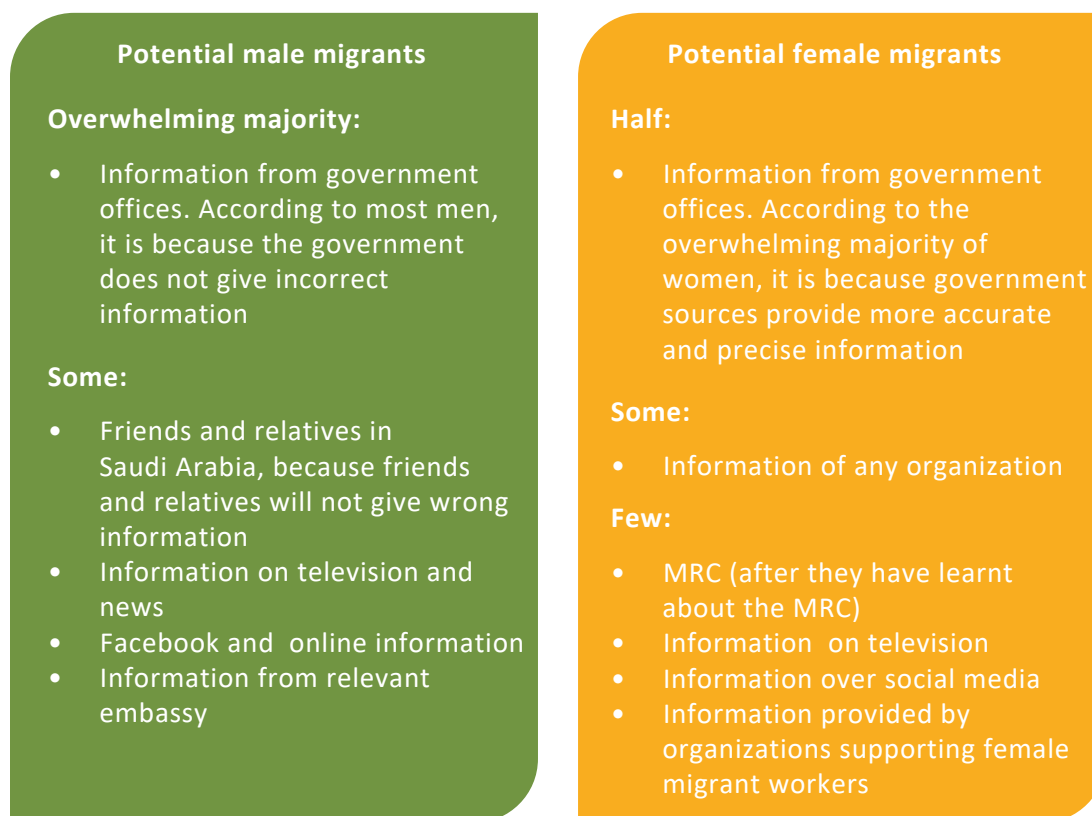 Potential male migrants
Overwhelming majority:
• Information from government
offices. According to most men,
it is because the government
does not give incorrect
information
Some:
• Friends and relatives in
Saudi Arabia, because friends
and relatives will not give wrong
information
• Information on television and
news
• Facebook and online information
• Information from relevant
embassy
Potential female migrants
Half:
• Information from government
offices. According to the
overwhelming majority of
women, it is because government
sources provide more accurate
and precise information
Some:
• Information of any organization
Few:
• MRC (after they have learnt
about the MRC)
• Information on television
• Information over social media
• Information provided by
organizations supporting female
migrant workers